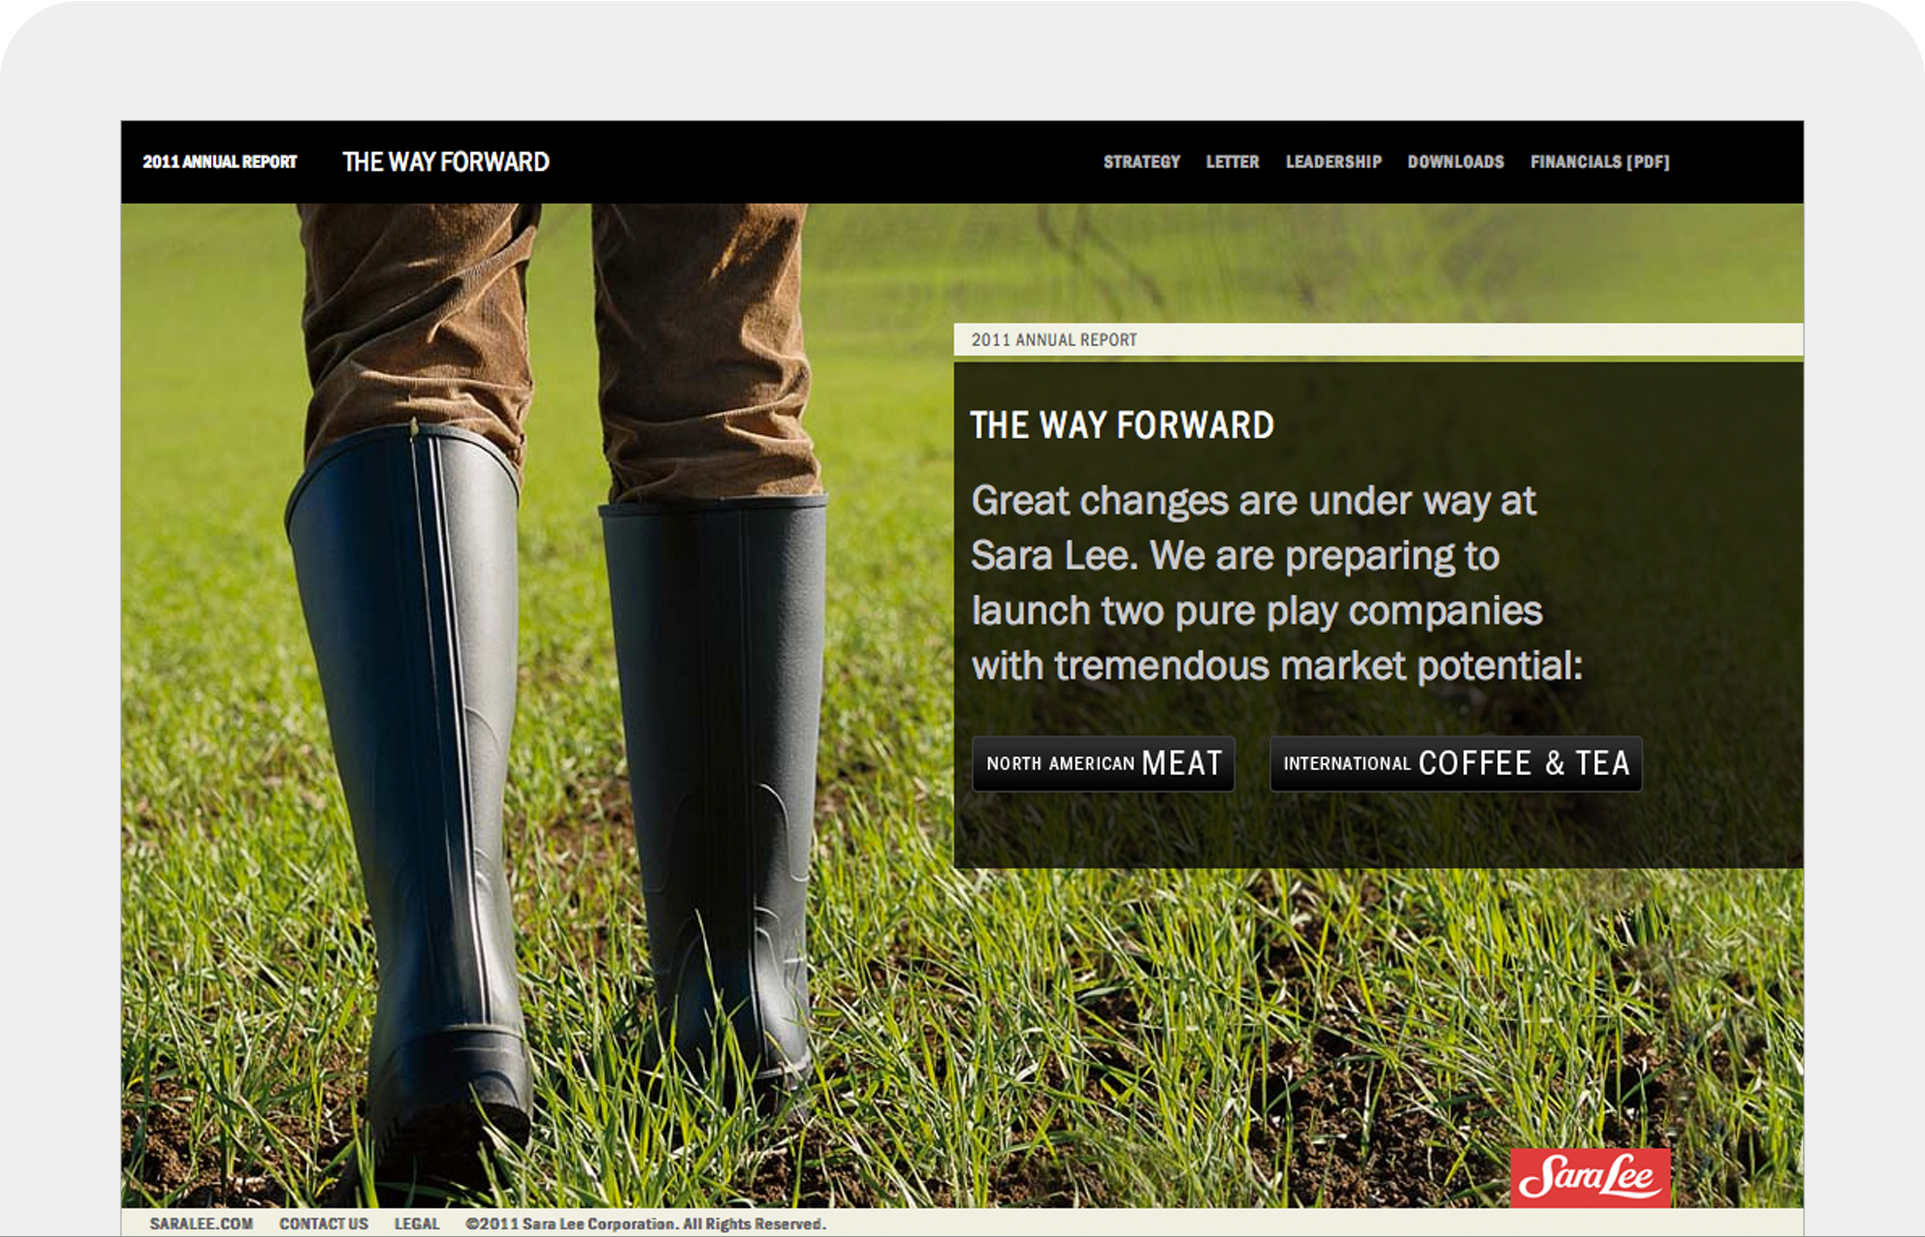 2011 ANNUAL REPORT THE WAY FORWARD STRATEGY LETTER LEADERSHIP DOWNLOADS FINANCIALS [PDF]
2011 ANNUAL REPORT
THE WAY FORWARD
Great changes are under way at
Sara Lee. We are preparing to
launch two pure play companies
with tremendous market potential:
NORTH AMERICAN MEAT INTERNATIONAL COFFEE & TEA
Sara Lee
SARALEE.COM CONTACT US LEGAL ©2011 Sara Lee Corporation. All Rights Reserved.